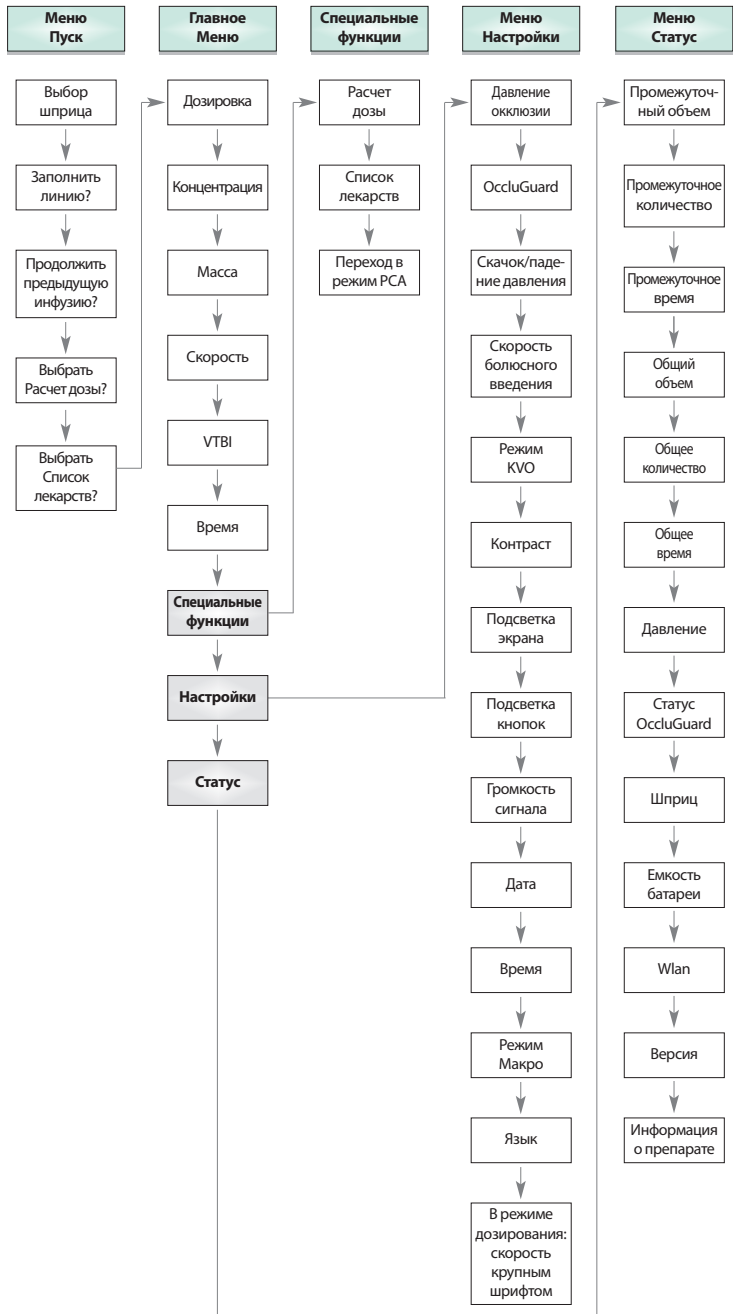 Меню
Пуск
Выбор
шприца
Заполнить
линию?
Продолжить
предыдущую
инфузию?
Выбрать
Расчет дозы?
Выбрать
Список
лекарств?
Главное
Меню
Дозировка
Концентрация
Масса
Скорость
VTBI
Время
Специальные
функции
Настройки
Статус
Специальные
функции
Расчет
дозы
Список
лекарств
Переход в
режим PCA
Меню
Настройки
Давление
окклюзии
OccluGuard
Скачок/паде-
ние давления
Скорость
болюсного
введения
Режим
KVO
Контраст
Подсветка
экрана
Подсветка
кнопок
Громкость
сигнала
Дата
Время
Режим
Макро
Язык
В режиме
дозирования:
скорость
крупным
шрифтом
Меню
Статус
Промежуточ-
ный объем
Промежуточное
количество
Промежуточное
время
Общий
объем
Общее
количество
Общее
время
Давление
Статус
OccluGuard
Шприц
Емкость
батареи
Wlan
Версия
Информация
о препарате